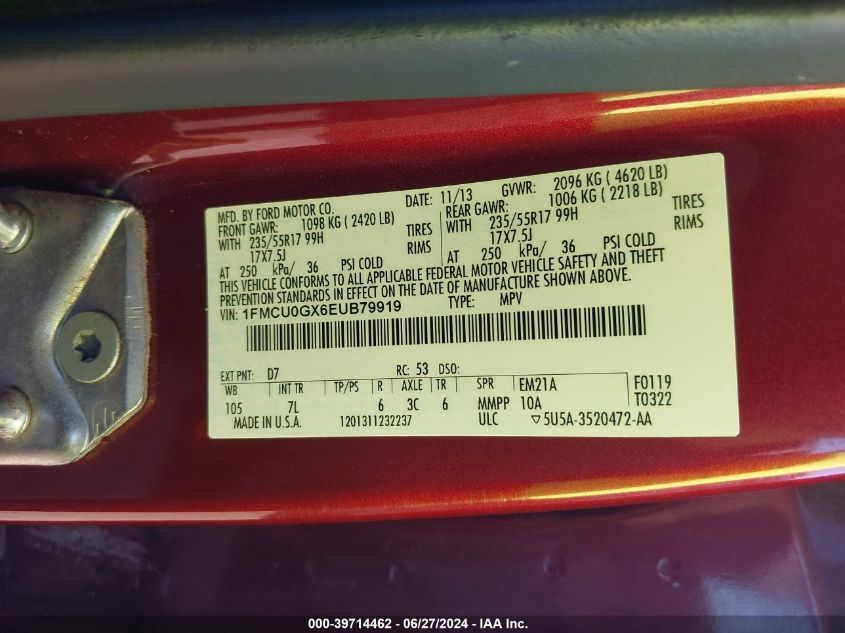 MFD. BY FORD MOTOR CO.
DATE: 11/13 GVWR: 2096 KG ( 4620 LB)
FRONT GAWR: 1098 KG (2420 LB)
REAR GAWR: 1006 KG ( 2218 LB)
WITH 235/55R17 99H TIRES
235/55R17 99H TIRES
17X7.5J RIMS
WITH 17X7.5J RIMS
AT 250 kPa/ 36 PSI COLD
AT 250 kPa/ 36 PSI COLD
THIS VEHICLE CONFORMS TO ALL APPLICABLE FEDERAL MOTOR VEHICLE SAFETY AND THEFT
PREVENTION STANDARDS IN EFFECT ON THE DATE OF MANUFACTURE SHOWN ABOVE.
VIN: 1FMCU0GX6EUB79919 TYPE: MPV
EXT PNT: D7 RC: 53 DSO:
WB INT TR TP/PS R AXLE TR SPR EM21A F0119
105 7L 6 3C 6 MMPP 10A T0322
MADE IN U.S.A. 1201311232237 ULC ▽5U5A-3520472-AA
000-39714462 - 06/27/2024 - IAA Inc.